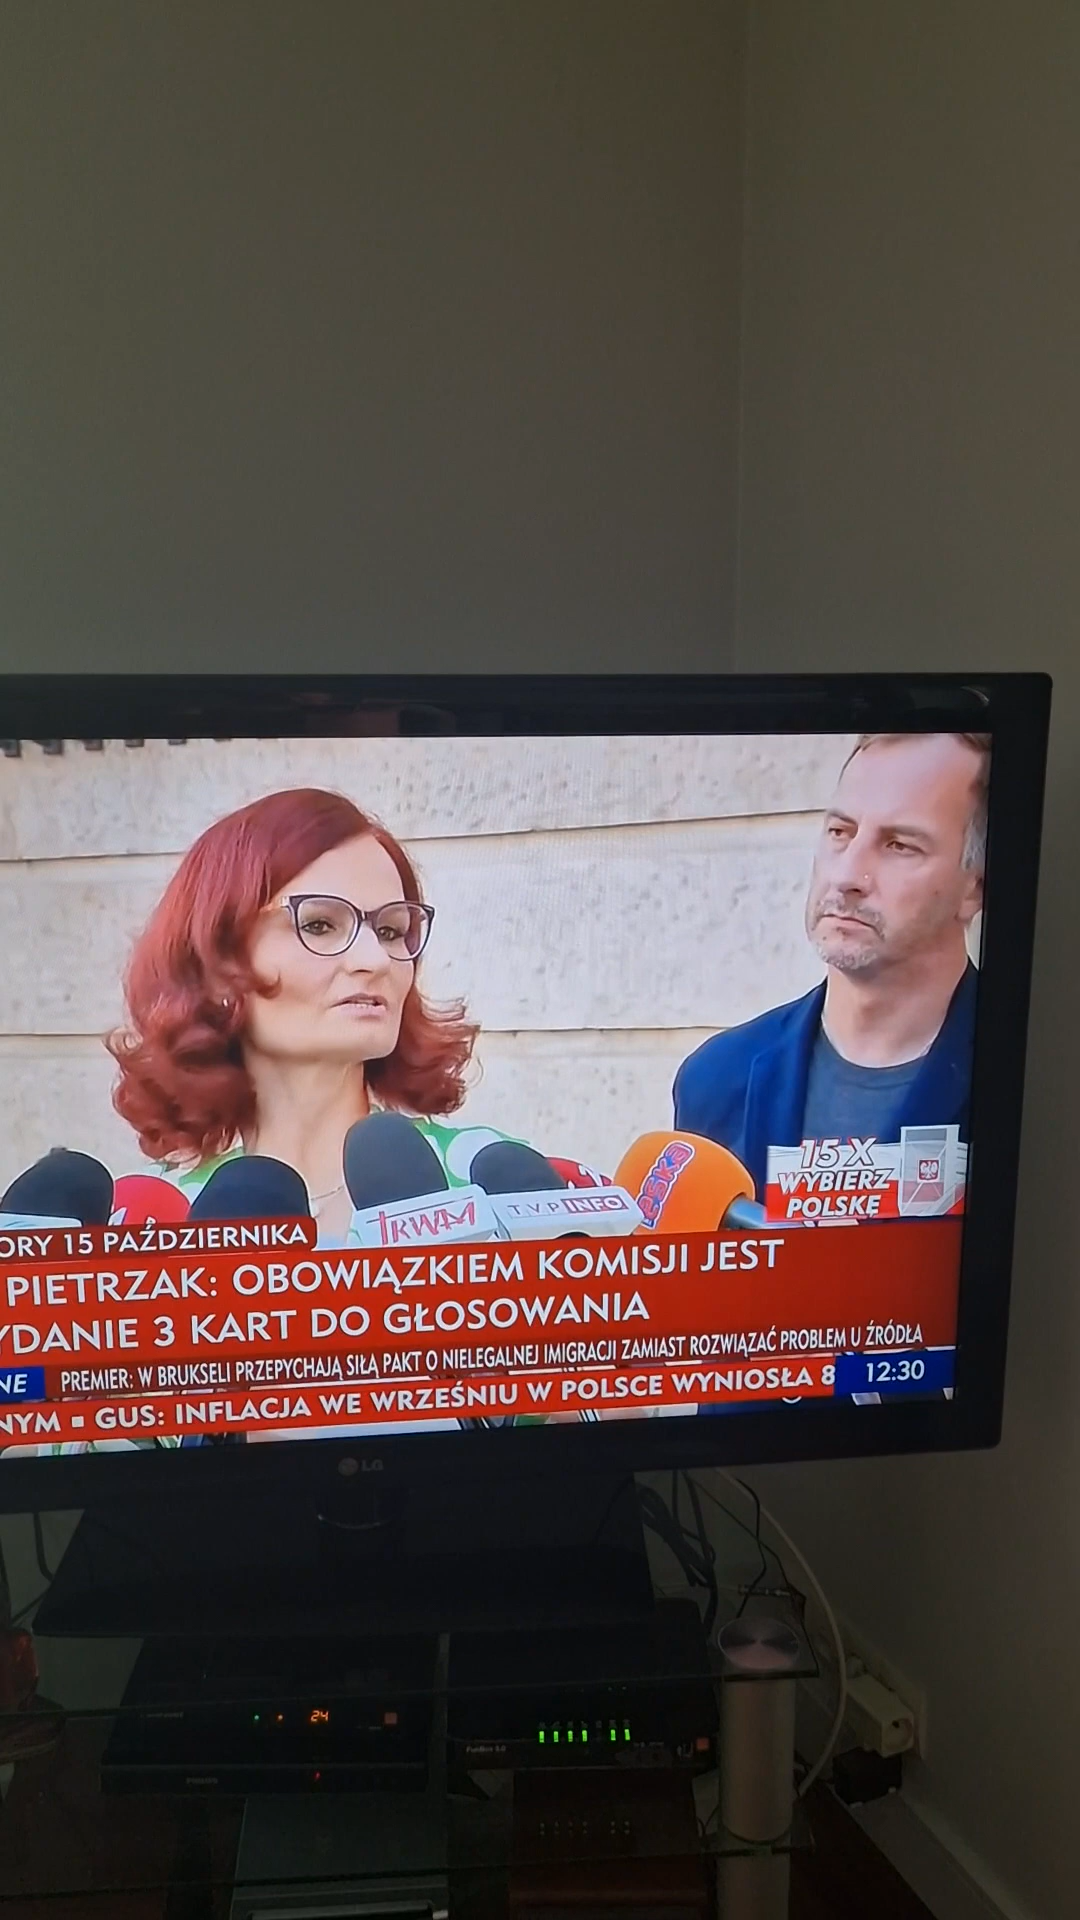 15 X
WYBIERZ
POLSKĘ
ESKA
TRWAM
TVP INFO
ORY 15 PAŹDZIERNIKA
PIETRZAK: OBOWIĄZKIEM KOMISJI JEST
YDANIE 3 KART DO GŁOSOWANIA
NE PREMIER: W BRUKSELI PRZEPYCHAJĄ SIŁĄ PAKT O NIELEGALNEJ IMIGRACJI ZAMIAST ROZWIĄZAĆ PROBLEM U ŹRÓDŁA
12:30
NYM ▪ GUS: INFLACJA WE WRZEŚNIU W POLSCE WYNIOSŁA 8
LG
24
PHILIPS